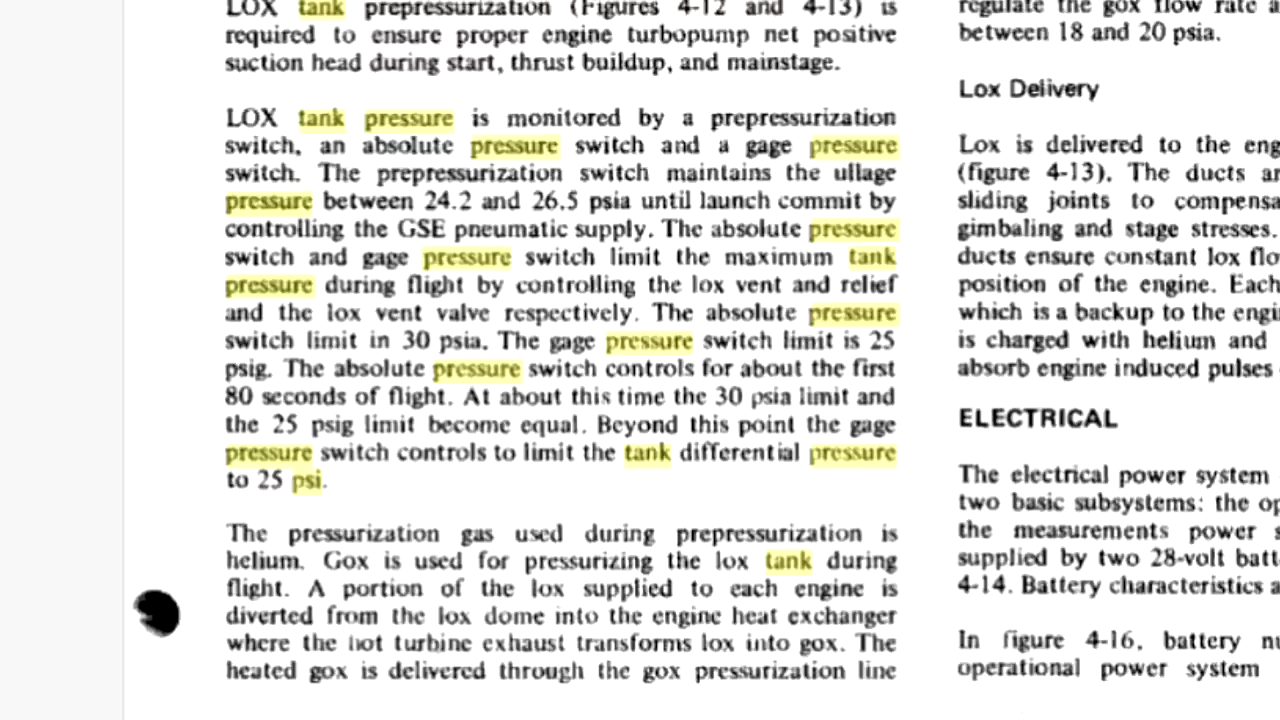 LOX tank prepressurization (Figures 4-12 and 4-13) is
required to ensure proper engine turbopump net positive
suction head during start, thrust buildup, and mainstage.
LOX tank pressure is monitored by a prepressurization
switch, an absolute pressure switch and a gage pressure
switch. The prepressurization switch maintains the ullage
pressure between 24.2 and 26.5 psia until launch commit by
controlling the GSE pneumatic supply. The absolute pressure
switch and gage pressure switch limit the maximum tank
pressure during flight by controlling the lox vent and relief
and the lox vent valve respectively. The absolute pressure
switch limit in 30 psia. The gage pressure switch limit is 25
psig. The absolute pressure switch controls for about the first
80 seconds of flight. At about this time the 30 psia limit and
the 25 psig limit become equal. Beyond this point the gage
pressure switch controls to limit the tank differential pressure
to 25 psi.
The pressurization gas used during prepressurization is
helium. Gox is used for pressurizing the lox tank during
flight. A portion of the lox supplied to each engine is
diverted from the lox dome into the engine heat exchanger
where the hot turbine exhaust transforms lox into gox. The
heated gox is delivered through the gox pressurization line
regulate the gox flow rate a
between 18 and 20 psia.
Lox Delivery
Lox is delivered to the eng
(figure 4-13). The ducts ar
sliding joints to compensa
gimbaling and stage stresses.
ducts ensure constant lox flo
position of the engine. Each
which is a backup to the engi
is charged with helium and
absorb engine induced pulses
ELECTRICAL
The electrical power system
two basic subsystems: the op
the measurements power s
supplied by two 28-volt batt
4-14. Battery characteristics a
In figure 4-16, battery nu
operational power system